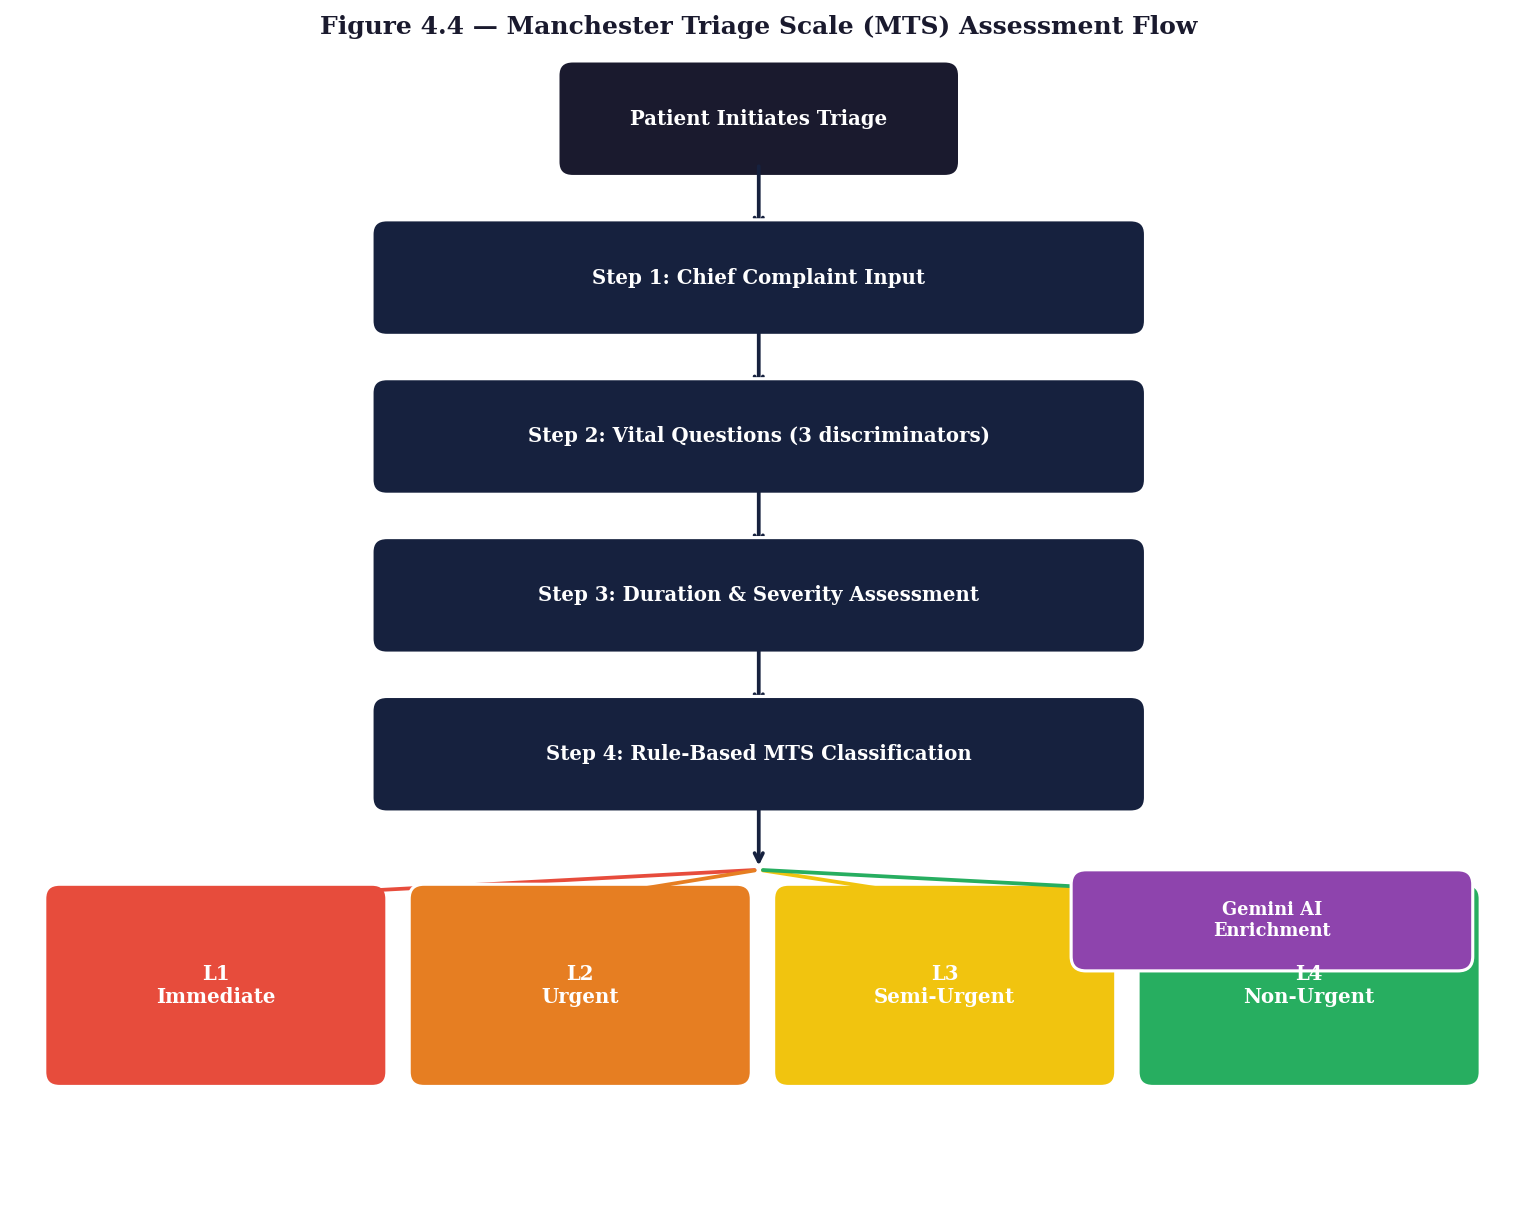 Figure 4.4 — Manchester Triage Scale (MTS) Assessment Flow
Patient Initiates Triage
Step 1: Chief Complaint Input
Step 2: Vital Questions (3 discriminators)
Step 3: Duration & Severity Assessment
Step 4: Rule-Based MTS Classification
Gemini AI
Enrichment
L1
Immediate
L2
Urgent
L3
Semi-Urgent
L4
Non-Urgent